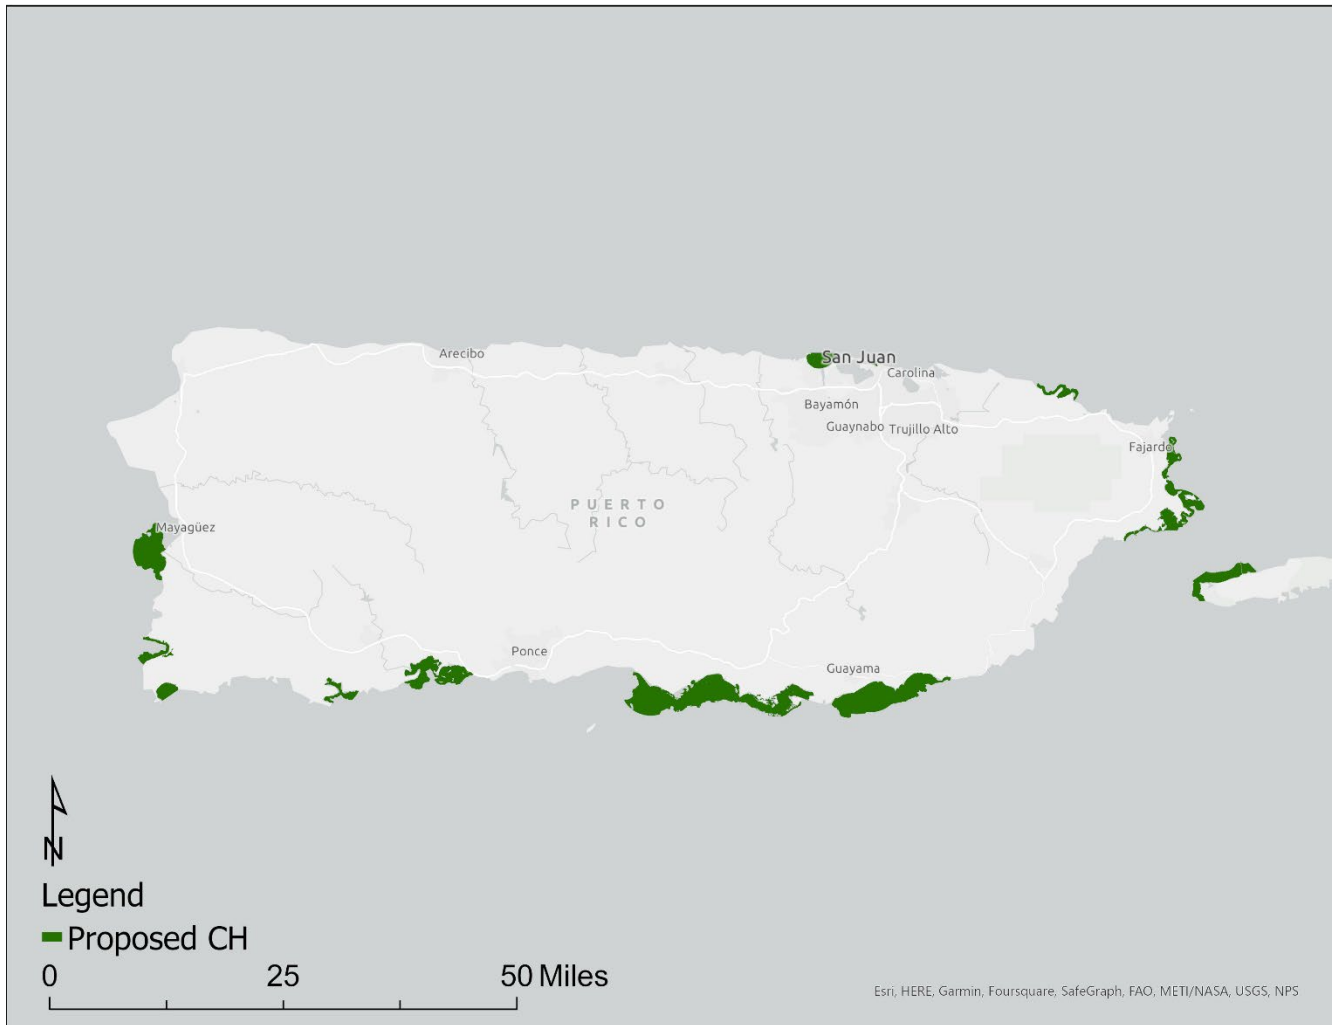 Arecibo
San Juan
Carolina
Bayamón
Guaynabo
Trujillo Alto
Fajardo
PUERTO
RICO
Mayagüez
Ponce
Guayama
N
Legend
Proposed CH
0 25 50 Miles
Esri, HERE, Garmin, Foursquare, SafeGraph, FAO, METI/NASA, USGS, NPS